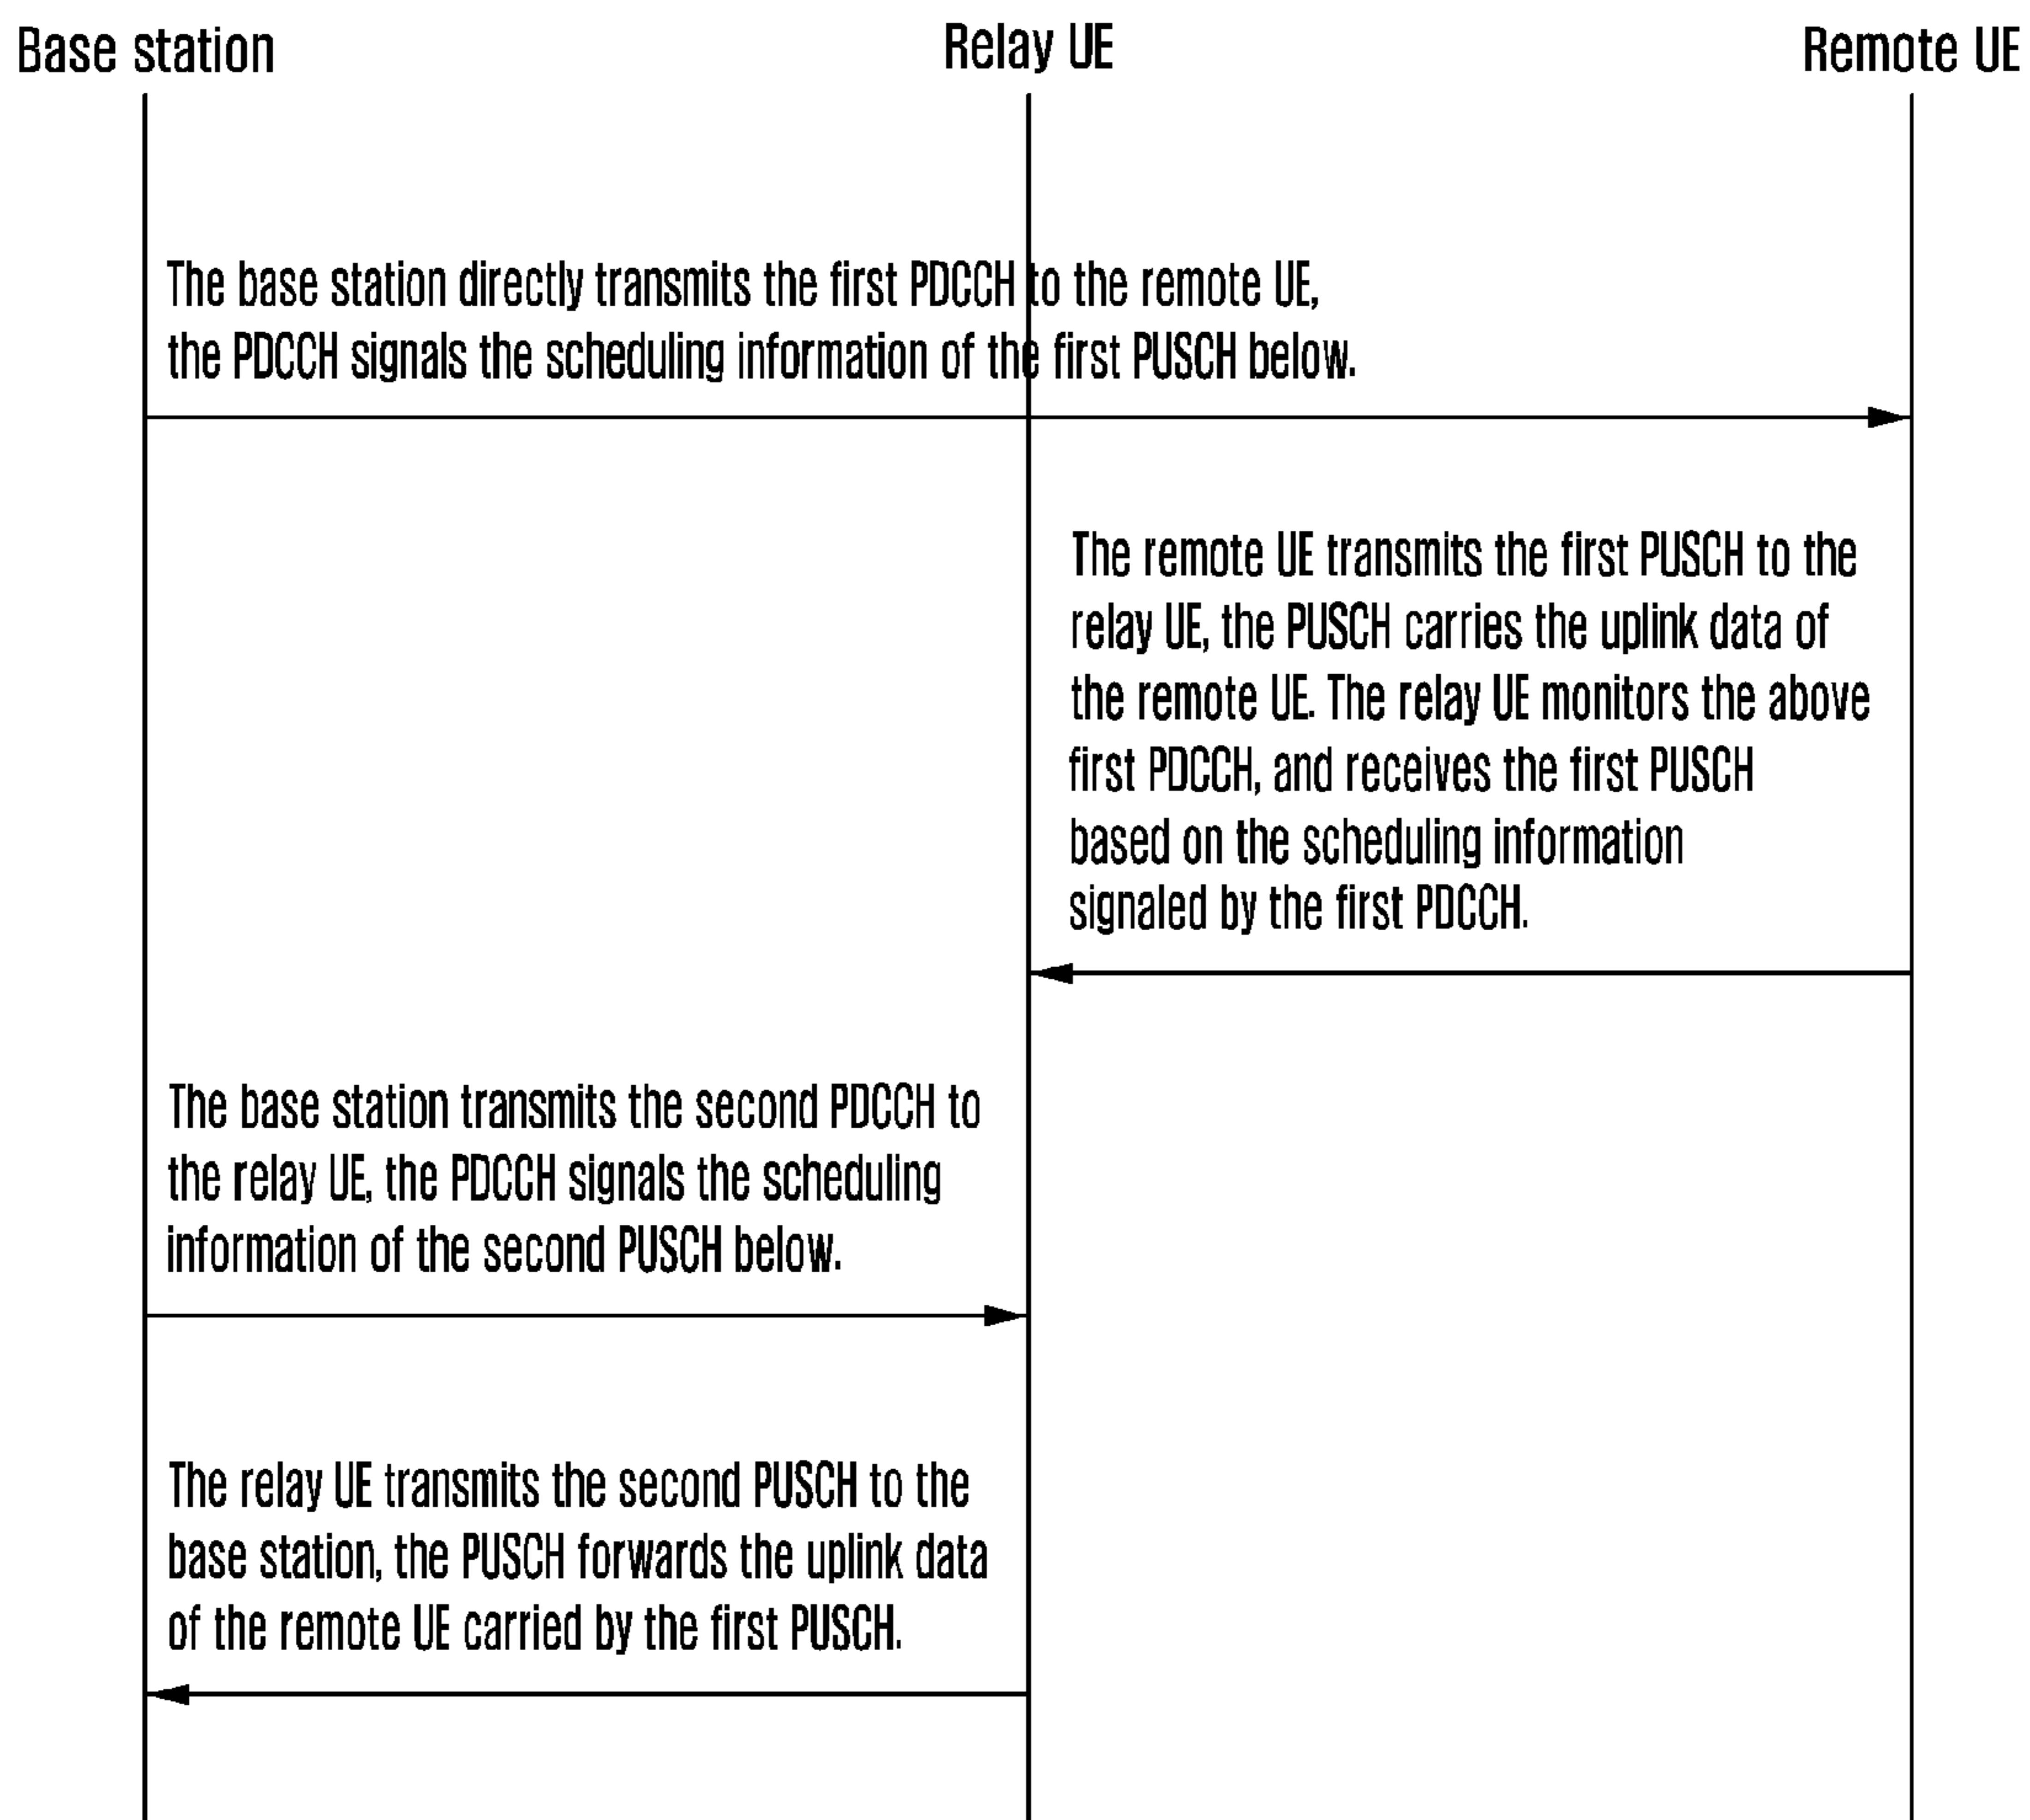 Base station
Relay UE
Remote UE
The base station directly transmits the first PDCCH to the remote UE,
the PDCCH signals the scheduling information of the first PUSCH below.
The remote UE transmits the first PUSCH to the
relay UE, the PUSCH carries the uplink data of
the remote UE. The relay UE monitors the above
first PDCCH, and receives the first PUSCH
based on the scheduling information
signaled by the first PDCCH.
The base station transmits the second PDCCH to
the relay UE, the PDCCH signals the scheduling
information of the second PUSCH below.
The relay UE transmits the second PUSCH to the
base station, the PUSCH forwards the uplink data
of the remote UE carried by the first PUSCH.